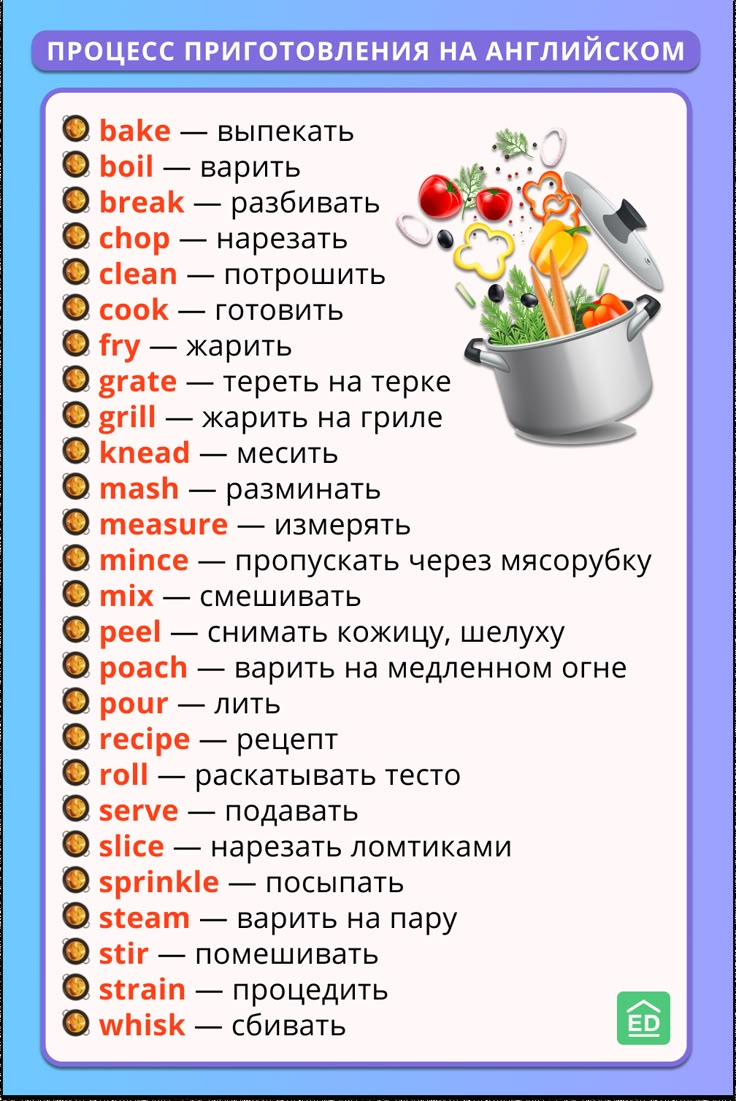 ПРОЦЕСС ПРИГОТОВЛЕНИЯ НА АНГЛИЙСКОМ
bake — выпекать
boil — варить
break — разбивать
chop — нарезать
clean — потрошить
cook — готовить
fry — жарить
grate — тереть на терке
grill — жарить на гриле
knead — месить
mash — разминать
measure — измерять
mince — пропускать через мясорубку
mix — смешивать
peel — снимать кожицу, шелуху
poach — варить на медленном огне
pour — лить
recipe — рецепт
roll — раскатывать тесто
serve — подавать
slice — нарезать ломтиками
sprinkle — посыпать
steam — варить на пару
stir — помешивать
strain — процедить
whisk — сбивать
ED